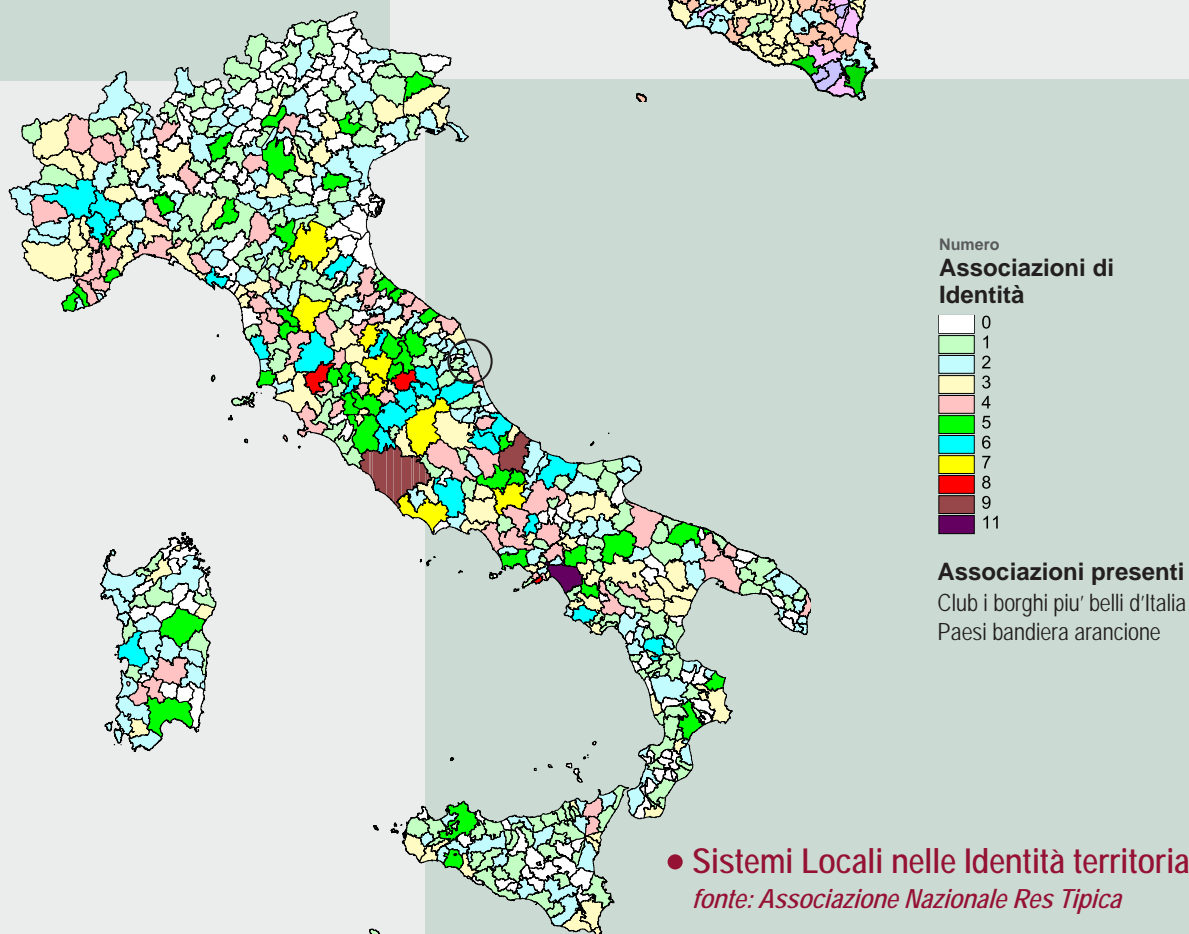 Numero
Associazioni di
Identità
0
1
2
3
4
5
6
7
8
9
11
Associazioni presenti
Club i borghi piu' belli d'Italia
Paesi bandiera arancione
• Sistemi Locali nelle Identità territoria
fonte: Associazione Nazionale Res Tipica